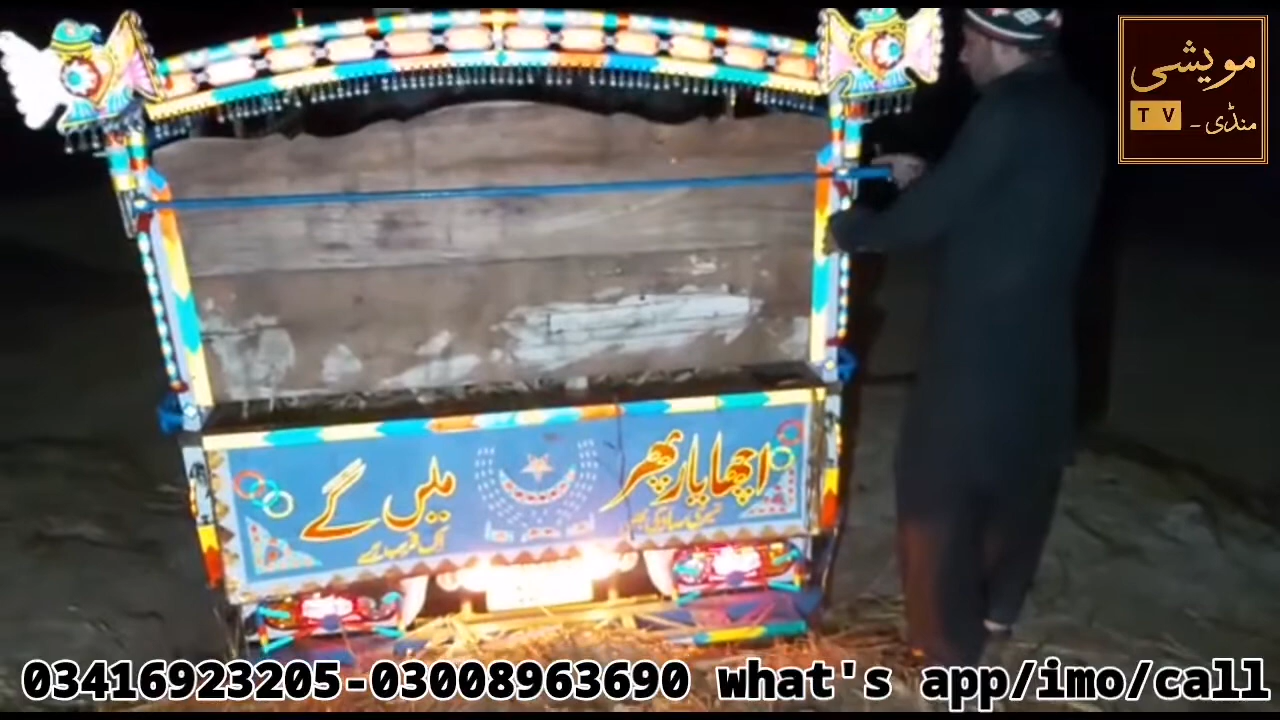 مویشی
منڈی - TV
اچھا یار پھر ملیں گے
03416923205-03008963690 what's app/imo/call